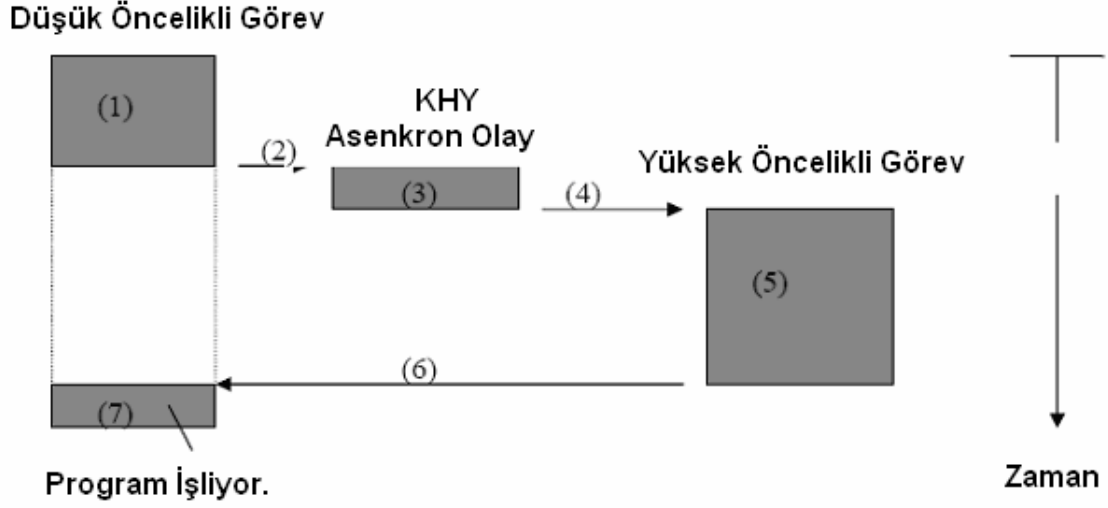 Düşük Öncelikli Görev
(1)
KHY
Asenkron Olay
(2)
(3)
(4)
Yüksek Öncelikli Görev
(5)
(6)
(7)
Program İşliyor.
Zaman